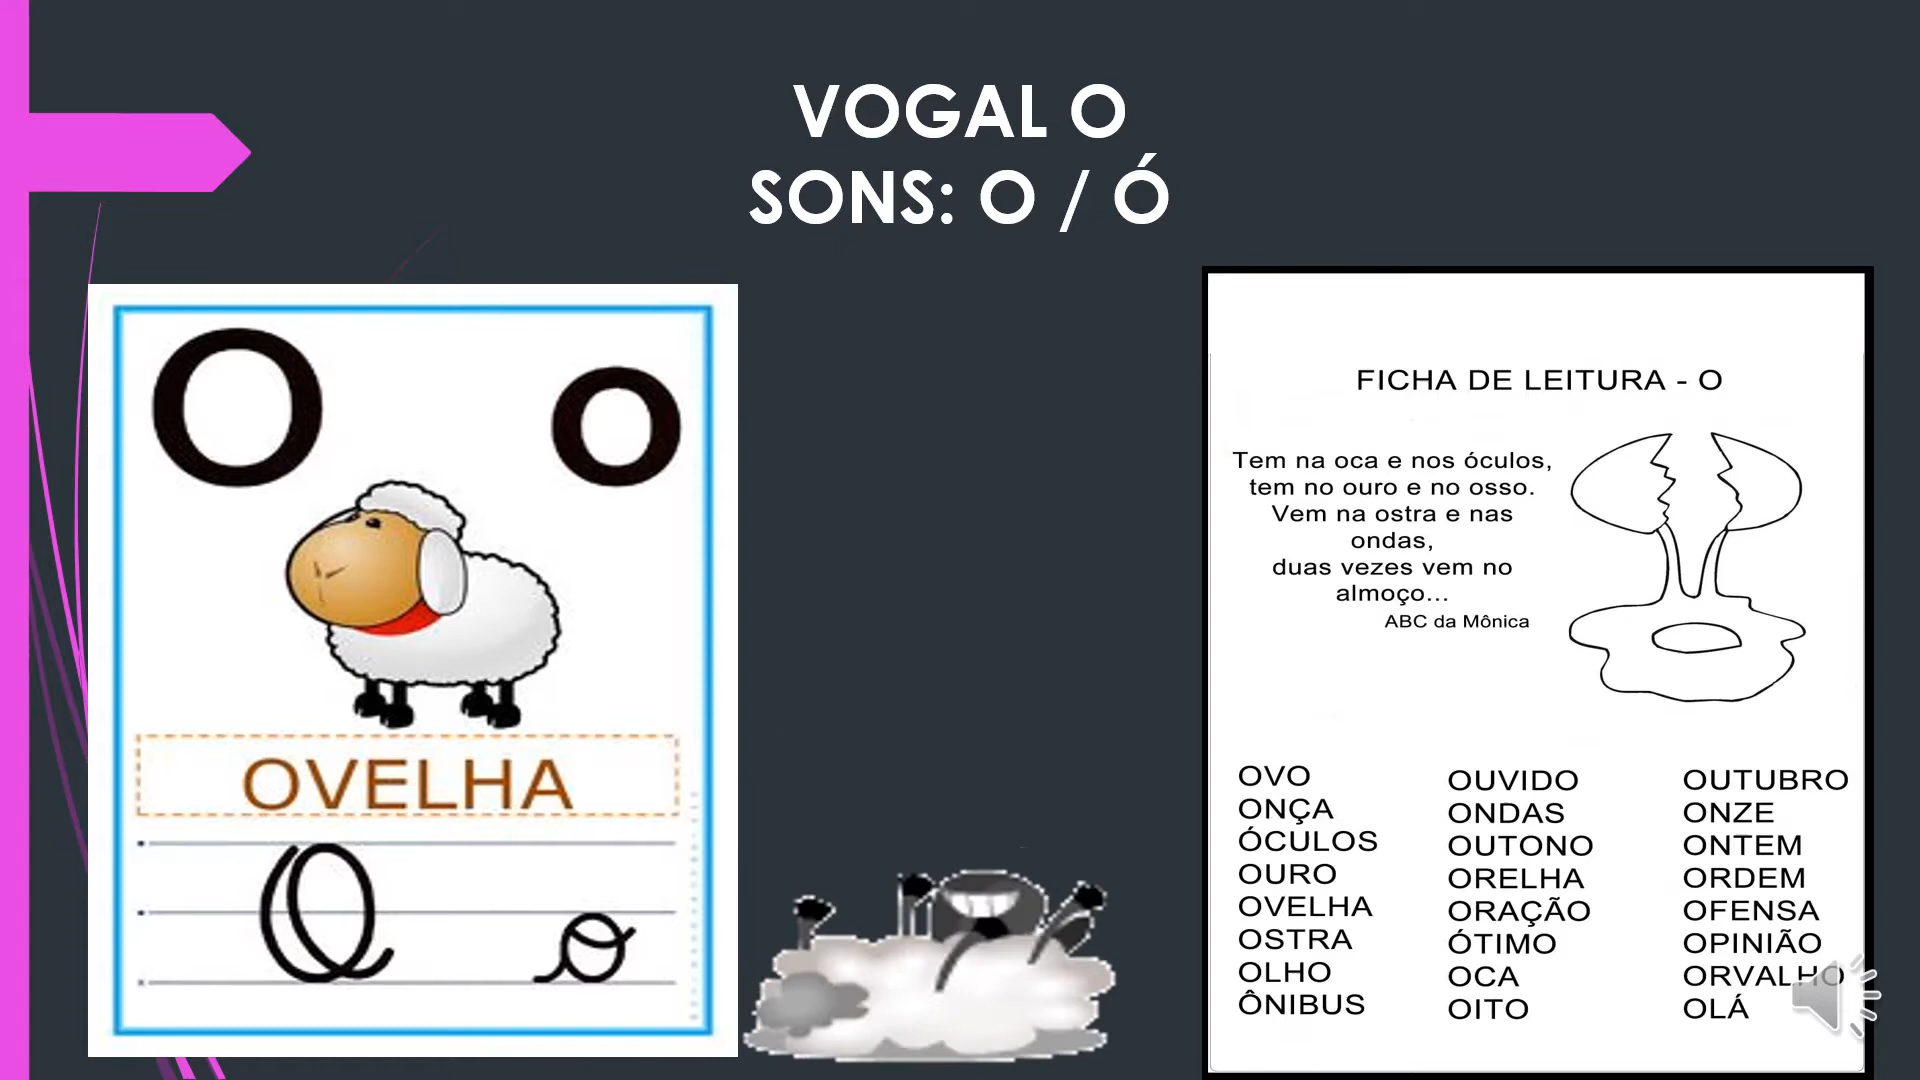 VOGAL O
SONS: O / Ó
O o
OVELHA
O o
FICHA DE LEITURA - O
Tem na oca e nos óculos,
tem no ouro e no osso.
Vem na ostra e nas
ondas,
duas vezes vem no
almoço...
ABC da Mônica
OVO
ONÇA
ÓCULOS
OURO
OVELHA
OSTRA
OLHO
ÔNIBUS
OUVIDO
ONDAS
OUTONO
ORELHA
ORAÇÃO
ÓTIMO
OCA
OITO
OUTUBRO
ONZE
ONTEM
ORDEM
OFENSA
OPINIÃO
ORVALHO
OLÁ